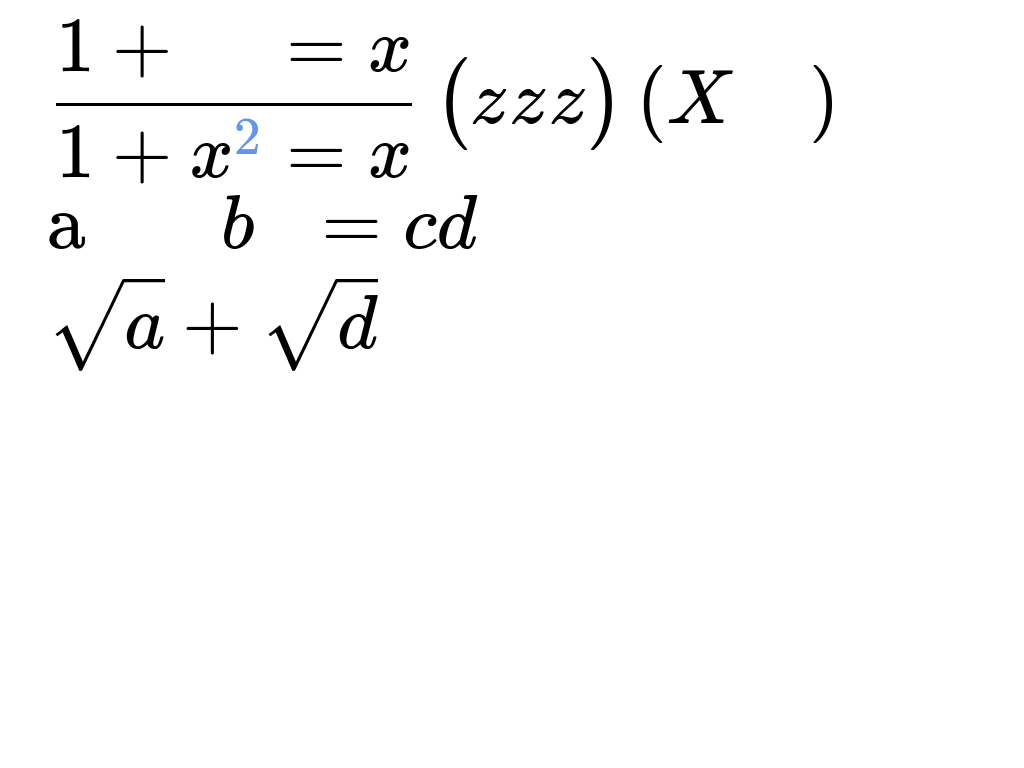 1 +   = x
1 + x² = x (zzz) (X  )
a  b  = cd
√a + √d